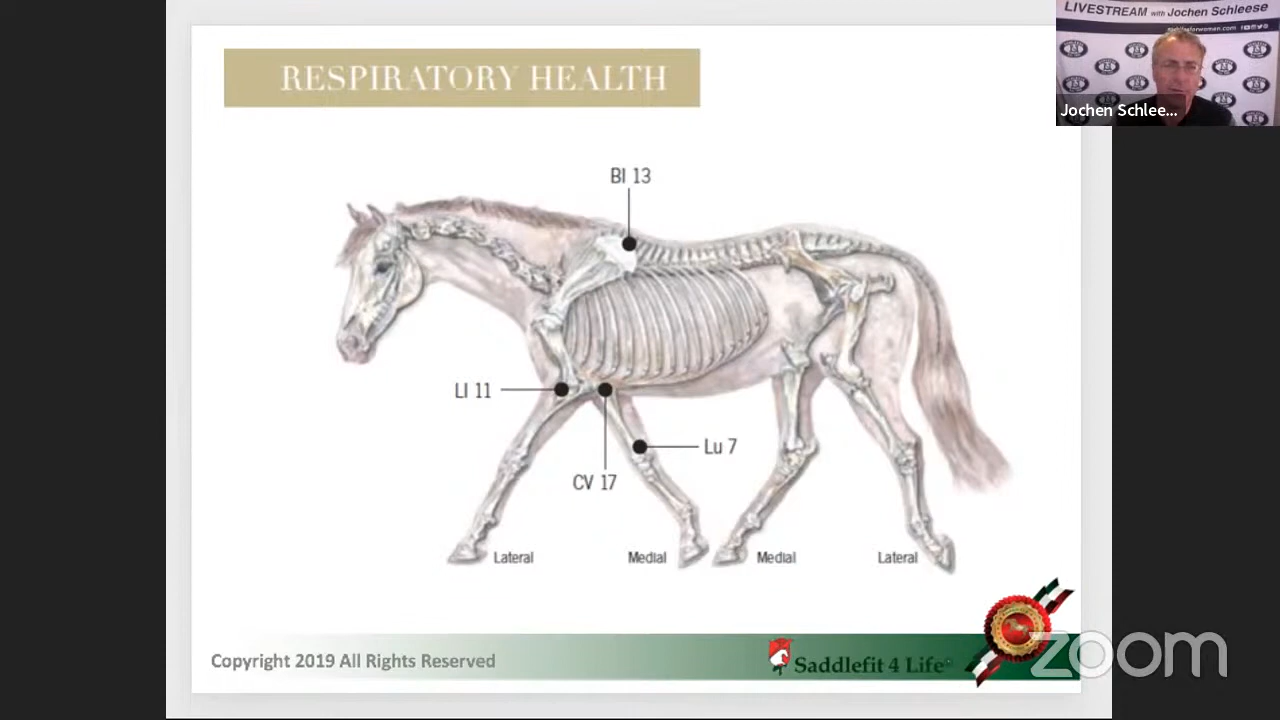 RESPIRATORY HEALTH
LIVESTREAM with Jochen Schleese
Jochen Schlee...
Bl 13
LI 11
Lu 7
CV 17
Lateral
Medial
Medial
Lateral
Copyright 2019 All Rights Reserved
Saddlefit 4 Life®
zoom